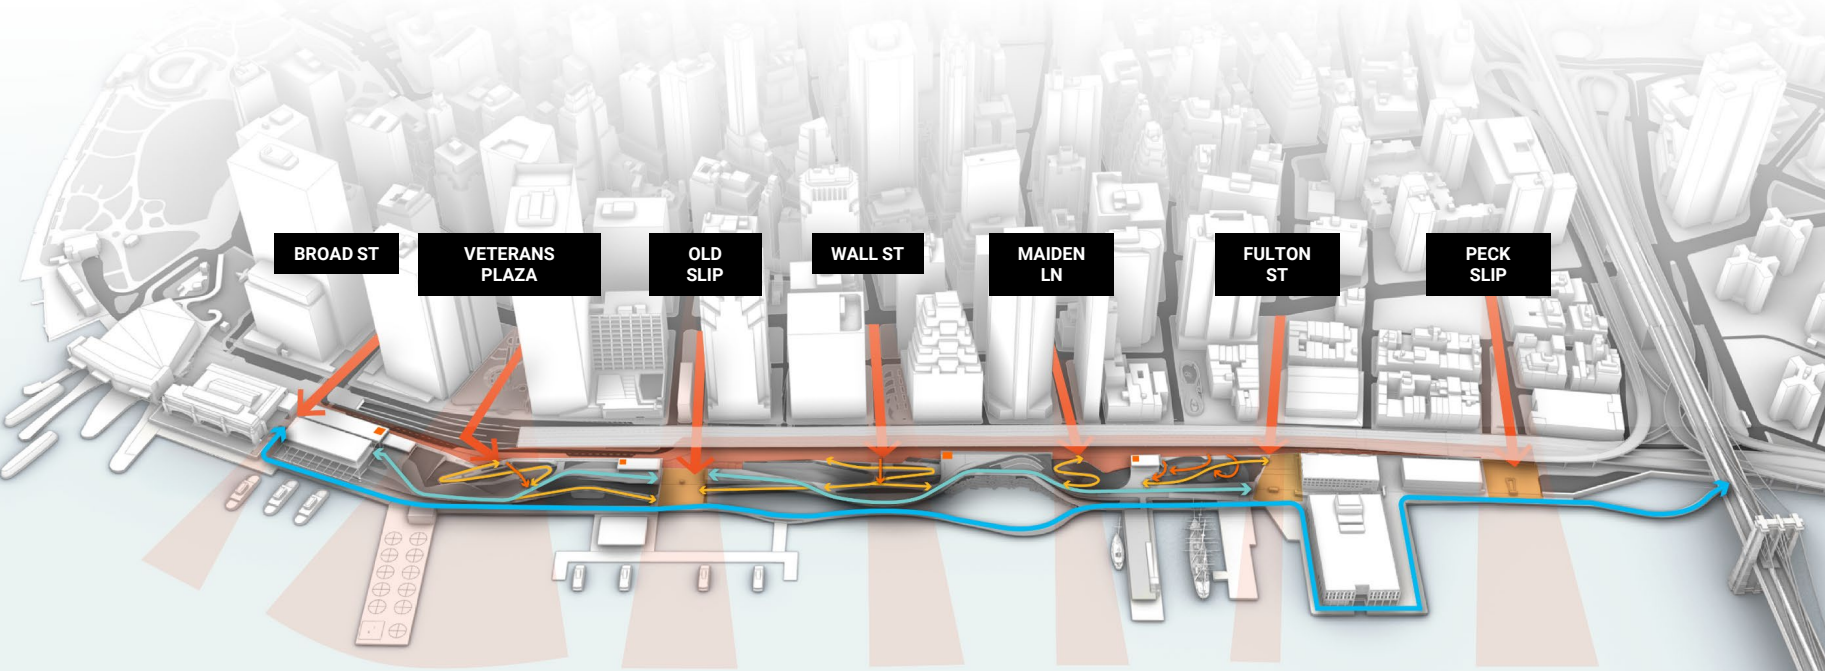 BROAD ST
VETERANS
PLAZA
OLD
SLIP
WALL ST
MAIDEN
LN
FULTON
ST
PECK
SLIP